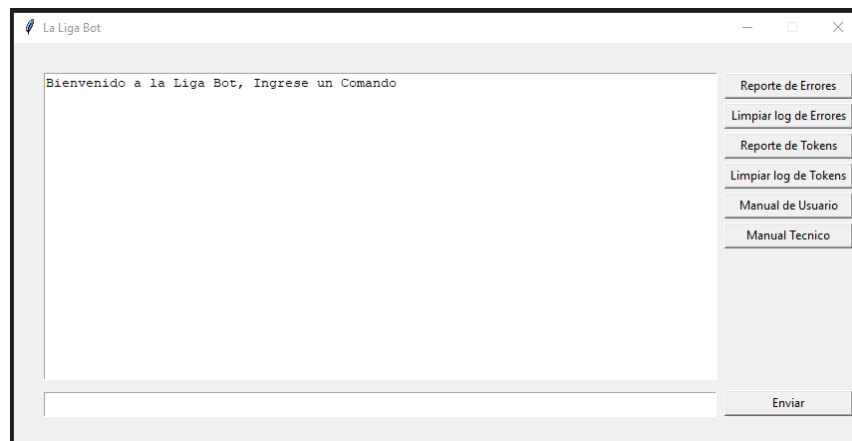 La Liga Bot
Bienvenido a la Liga Bot, Ingrese un Comando
Reporte de Errores
Limpiar log de Errores
Reporte de Tokens
Limpiar log de Tokens
Manual de Usuario
Manual Tecnico
Enviar